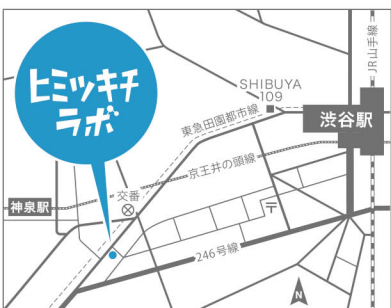 ヒミツキチ
ラボ
SHIBUYA
109
JR山手線
渋谷駅
東急田園都市線
京王井の頭線
神泉駅
交番
〒
246号線
N